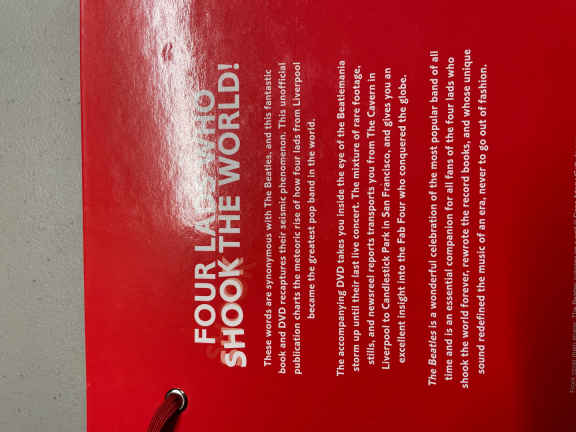 FOUR LADS WHO
SHOOK THE WORLD!
These words are synonymous with The Beatles, and this fantastic
book and DVD recaptures their seismic phenomenon. This unofficial
publication charts the meteoric rise of how four lads from Liverpool
became the greatest pop band in the world.
The accompanying DVD takes you inside the eye of the Beatlemania
storm up until their last live concert. The mixture of rare footage,
stills, and newsreel reports transports you from The Cavern in
Liverpool to Candlestick Park in San Francisco, and gives you an
excellent insight into the Fab Four who conquered the globe.
The Beatles is a wonderful celebration of the most popular band of all
time and is an essential companion for all fans of the four lads who
shook the world forever, rewrote the record books, and whose unique
sound redefined the music of an era, never to go out of fashion.